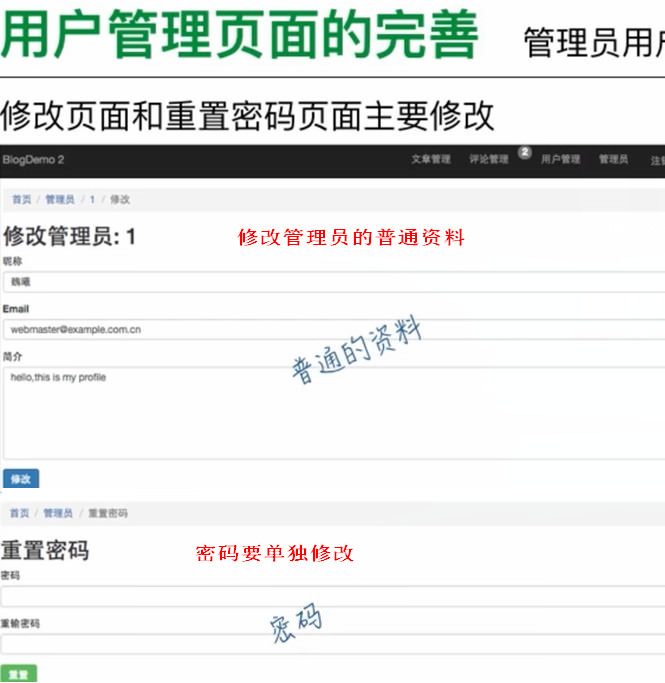 用户管理页面的完善 管理员用户
修改页面和重置密码页面主要修改
BlogDemo 2 文章管理 评论管理 2 用户管理 管理员 注销
首页 / 管理员 / 1 / 修改
修改管理员: 1 修改管理员的普通资料
昵称
魏曦
Email
webmaster@example.com.cn
普通的资料
简介
hello,this is my profile
修改
首页 / 管理员 / 重置密码
重置密码 密码要单独修改
密码
密码
重输密码
重置